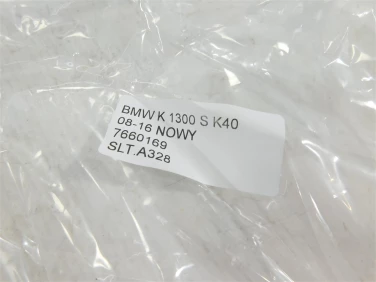 BMW K 1300 S K40
08-16 NOWY
7660169
SLT.A328